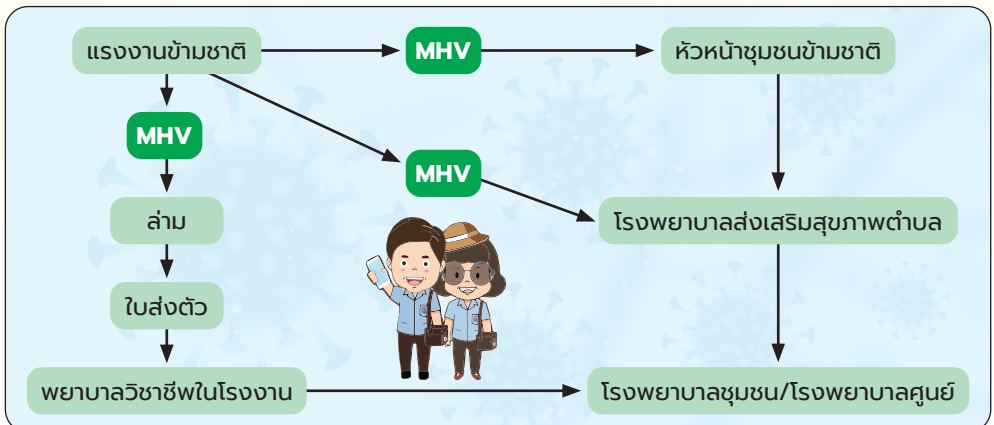 แรงงานข้ามชาติ
MHV
หัวหน้าชุมชนข้ามชาติ
MHV
MHV
ล่าม
โรงพยาบาลส่งเสริมสุขภาพตำบล
ใบส่งตัว
พยาบาลวิชาชีพในโรงงาน
โรงพยาบาลชุมชน/โรงพยาบาลศูนย์